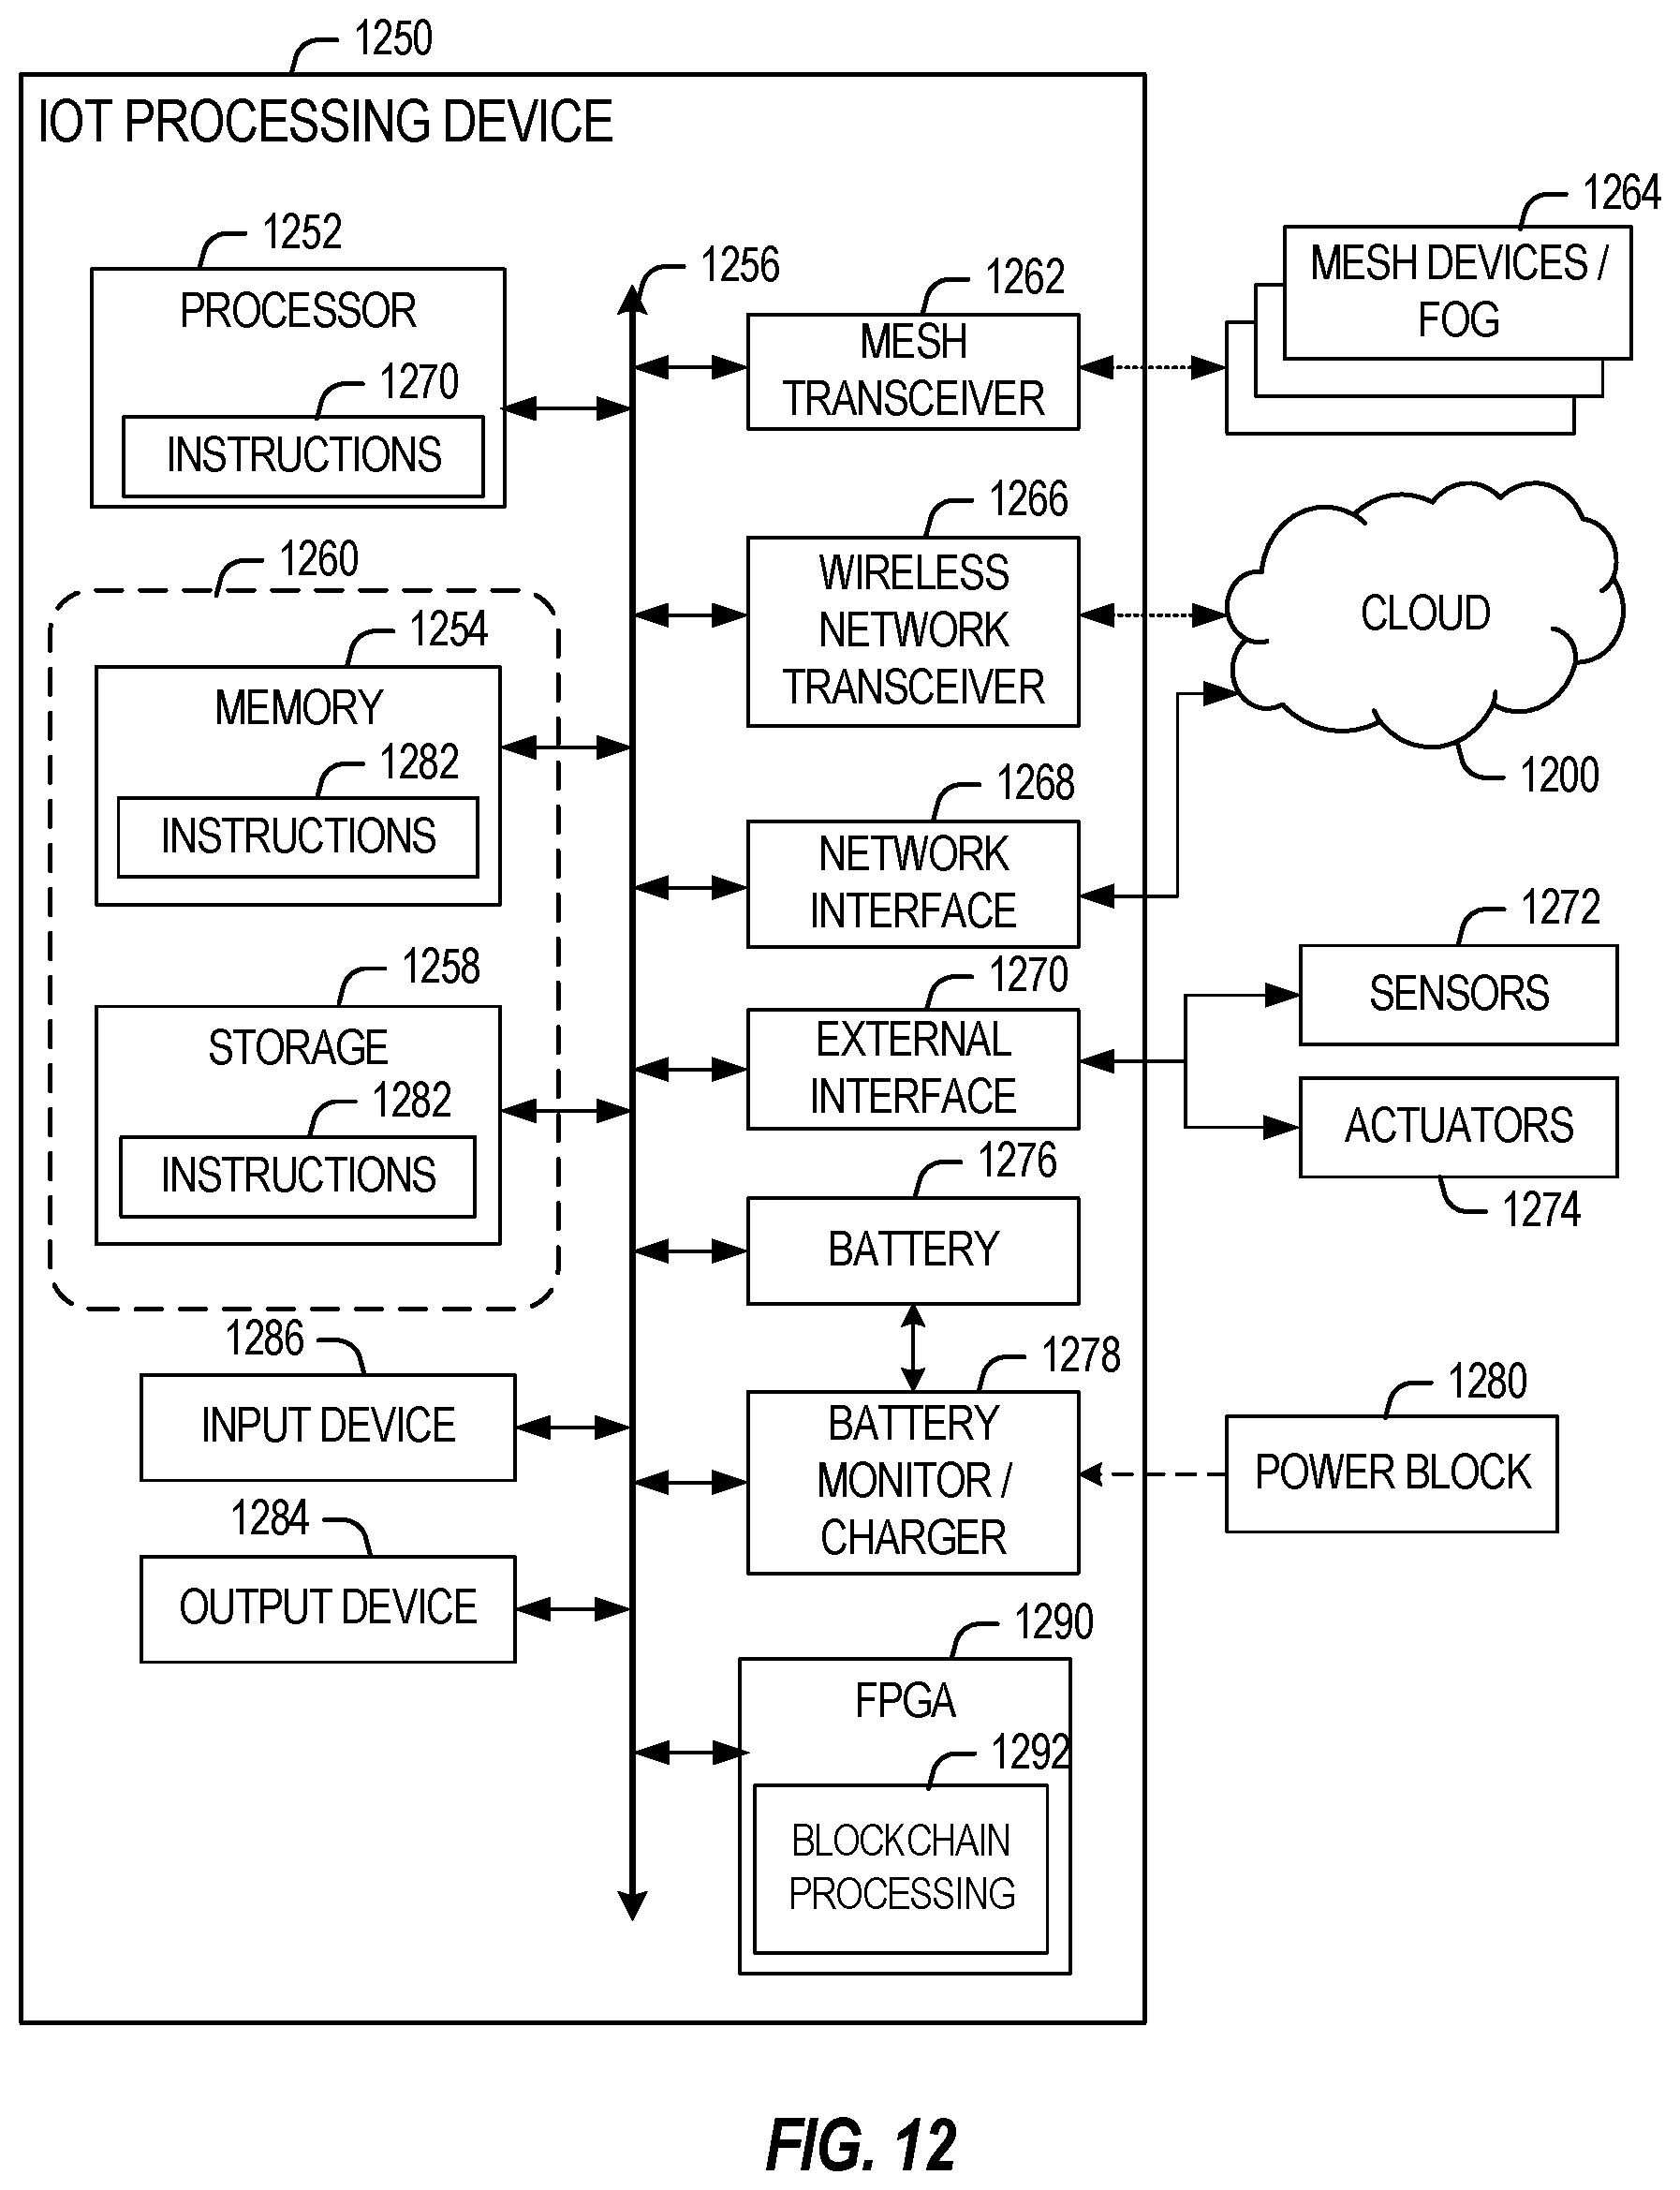 1250
IOT PROCESSING DEVICE
1252
PROCESSOR
1270
INSTRUCTIONS
1260
1254
MEMORY
1282
INSTRUCTIONS
1258
STORAGE
1282
INSTRUCTIONS
1286
INPUT DEVICE
1284
OUTPUT DEVICE
1256
1262
MESH
TRANSCEIVER
1266
WIRELESS
NETWORK
TRANSCEIVER
1268
NETWORK
INTERFACE
1270
EXTERNAL
INTERFACE
1276
BATTERY
1278
BATTERY
MONITOR /
CHARGER
1290
FPGA
1292
BLOCKCHAIN
PROCESSING
1264
MESH DEVICES /
FOG
CLOUD
1200
1272
SENSORS
ACTUATORS
1274
1280
POWER BLOCK
FIG. 12